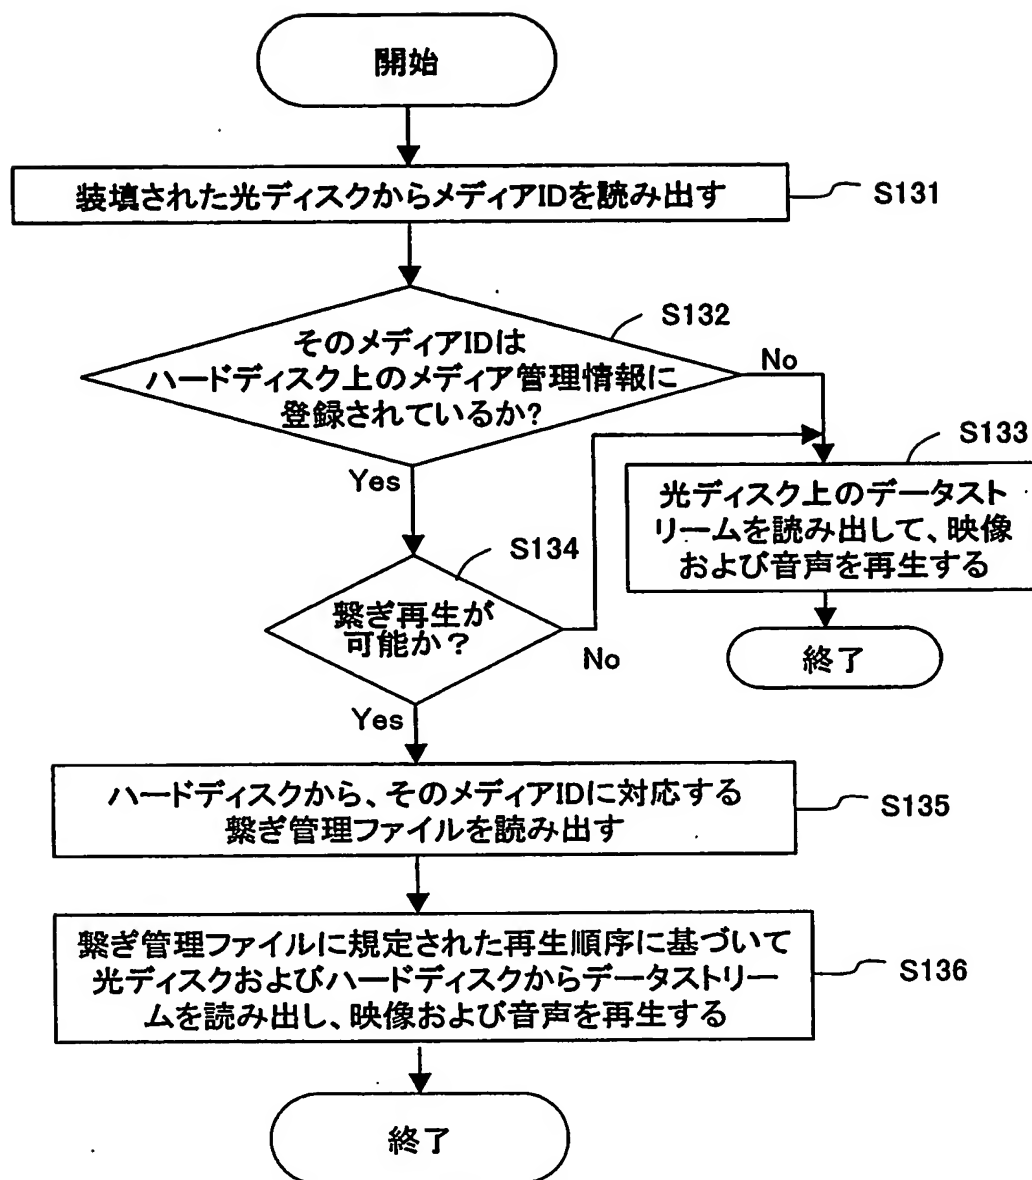 開始
装填された光ディスクからメディアIDを読み出す
S131
S132
そのメディアIDは
ハードディスク上のメディア管理情報に
登録されているか?
No
Yes
S133
光ディスク上のデータスト
リームを読み出して、映像
および音声を再生する
終了
S134
繋ぎ再生が
可能か?
No
Yes
ハードディスクから、そのメディアIDに対応する
繋ぎ管理ファイルを読み出す
S135
繋ぎ管理ファイルに規定された再生順序に基づいて
光ディスクおよびハードディスクからデータストリー
ムを読み出し、映像および音声を再生する
S136
終了